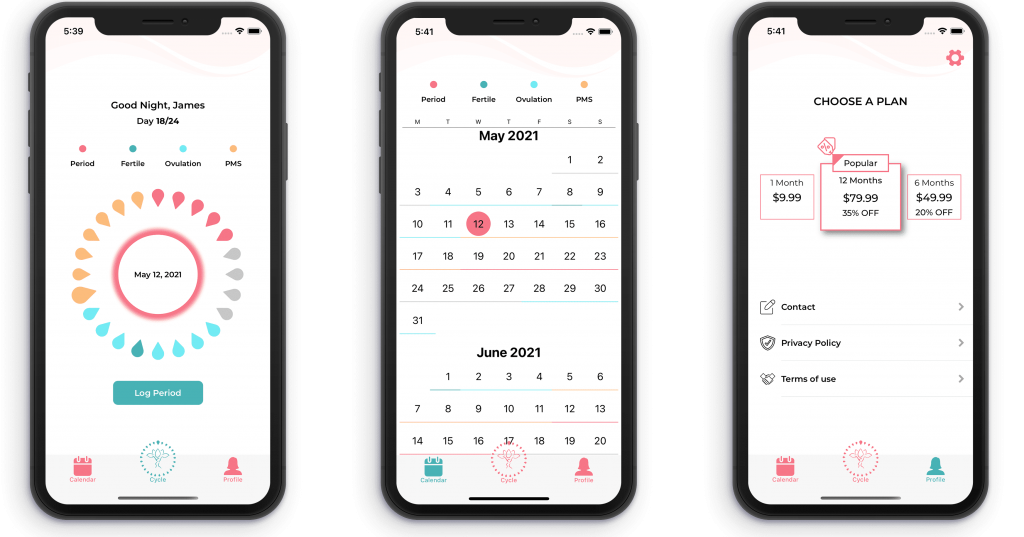 5:39
Good Night, James
Day 18/24
Period Fertile Ovulation PMS
May 12, 2021
Log Period
Calendar Cycle Profile
5:41
Period Fertile Ovulation PMS
M T W T F S S
May 2021
1 2
3 4 5 6 7 8 9
10 11 12 13 14 15 16
17 18 19 20 21 22 23
24 25 26 27 28 29 30
31
June 2021
1 2 3 4 5 6
7 8 9 10 11 12 13
14 15 16 17 18 19 20
Calendar Cycle Profile
5:41
CHOOSE A PLAN
%
Popular
1 Month 12 Months 6 Months
$9.99 $79.99 $49.99
35% OFF 20% OFF
Contact
Privacy Policy
Terms of use
Calendar Cycle Profile